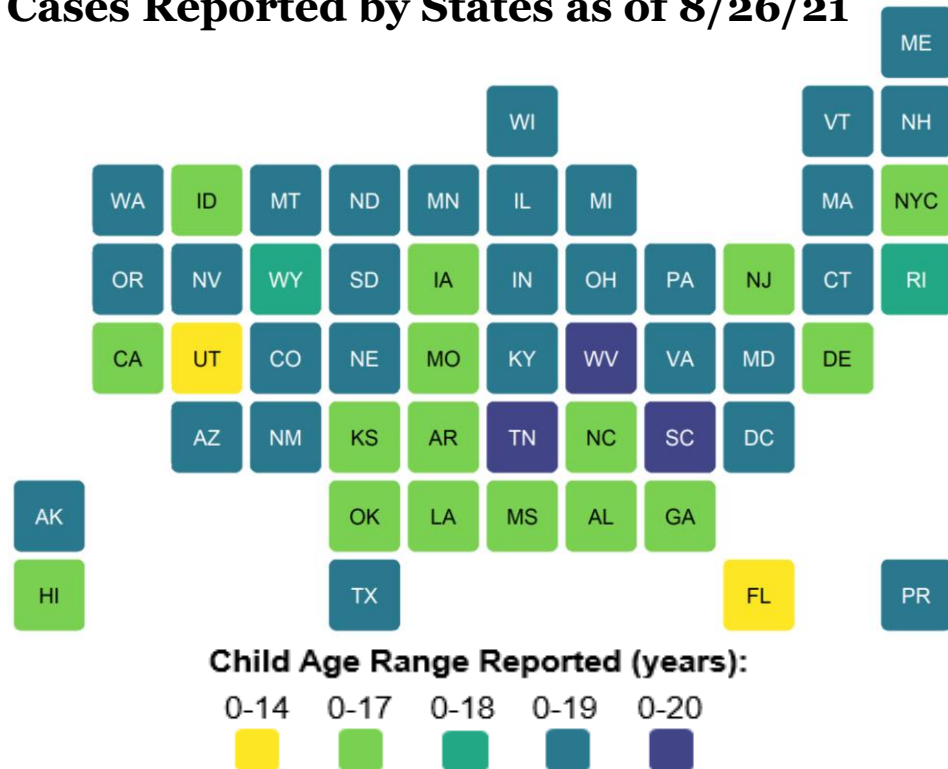 Cases Reported by States as of 8/26/21
ME
WI VT NH
WA ID MT ND MN IL MI MA NYC
OR NV WY SD IA IN OH PA NJ CT RI
CA UT CO NE MO KY WV VA MD DE
AZ NM KS AR TN NC SC DC
AK OK LA MS AL GA
HI TX FL PR
Child Age Range Reported (years):
0-14 0-17 0-18 0-19 0-20